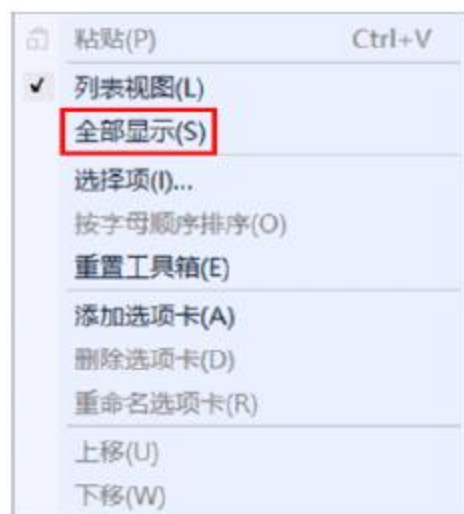 粘贴(P) Ctrl+V
列表视图(L)
全部显示(S)
选择项(I)...
按字母顺序排序(O)
重置工具箱(E)
添加选项卡(A)
删除选项卡(D)
重命名选项卡(R)
上移(U)
下移(W)